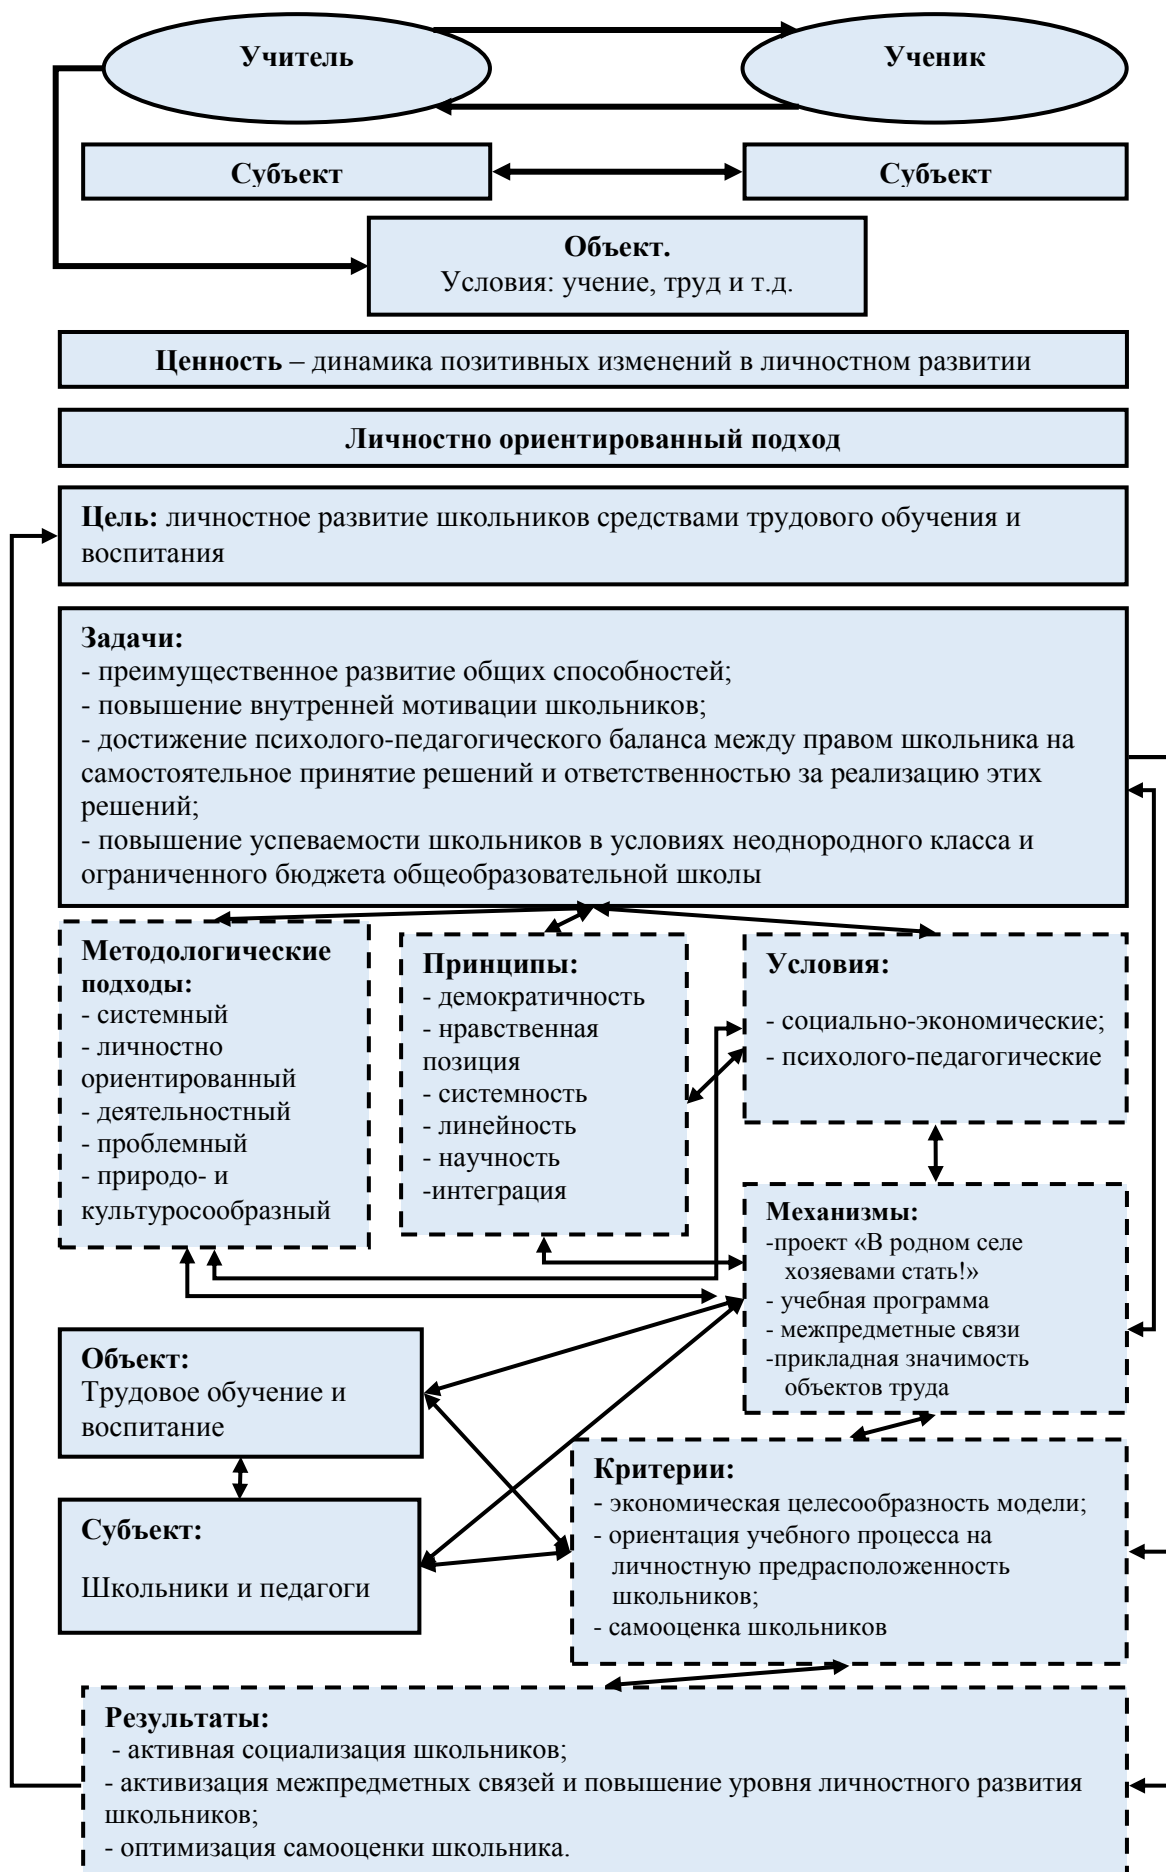 Учитель
Ученик
Субъект
Субъект
Объект.
Условия: учение, труд и т.д.
Ценность – динамика позитивных изменений в личностном развитии
Личностно ориентированный подход
Цель: личностное развитие школьников средствами трудового обучения и
воспитания
Задачи:
- преимущественное развитие общих способностей;
- повышение внутренней мотивации школьников;
- достижение психолого-педагогического баланса между правом школьника на
самостоятельное принятие решений и ответственностью за реализацию этих
решений;
- повышение успеваемости школьников в условиях неоднородного класса и
ограниченного бюджета общеобразовательной школы
Методологические
подходы:
- системный
- личностно
ориентированный
- деятельностный
- проблемный
- природо- и
культуросообразный
Принципы:
- демократичность
- нравственная
позиция
- системность
- линейность
- научность
-интеграция
Условия:
- социально-экономические;
- психолого-педагогические
Механизмы:
-проект «В родном селе
хозяевами стать!»
- учебная программа
- межпредметные связи
-прикладная значимость
объектов труда
Объект:
Трудовое обучение и
воспитание
Субъект:
Школьники и педагоги
Критерии:
- экономическая целесообразность модели;
- ориентация учебного процесса на
личностную предрасположенность
школьников;
- самооценка школьников
Результаты:
- активная социализация школьников;
- активизация межпредметных связей и повышение уровня личностного развития
школьников;
- оптимизация самооценки школьника.